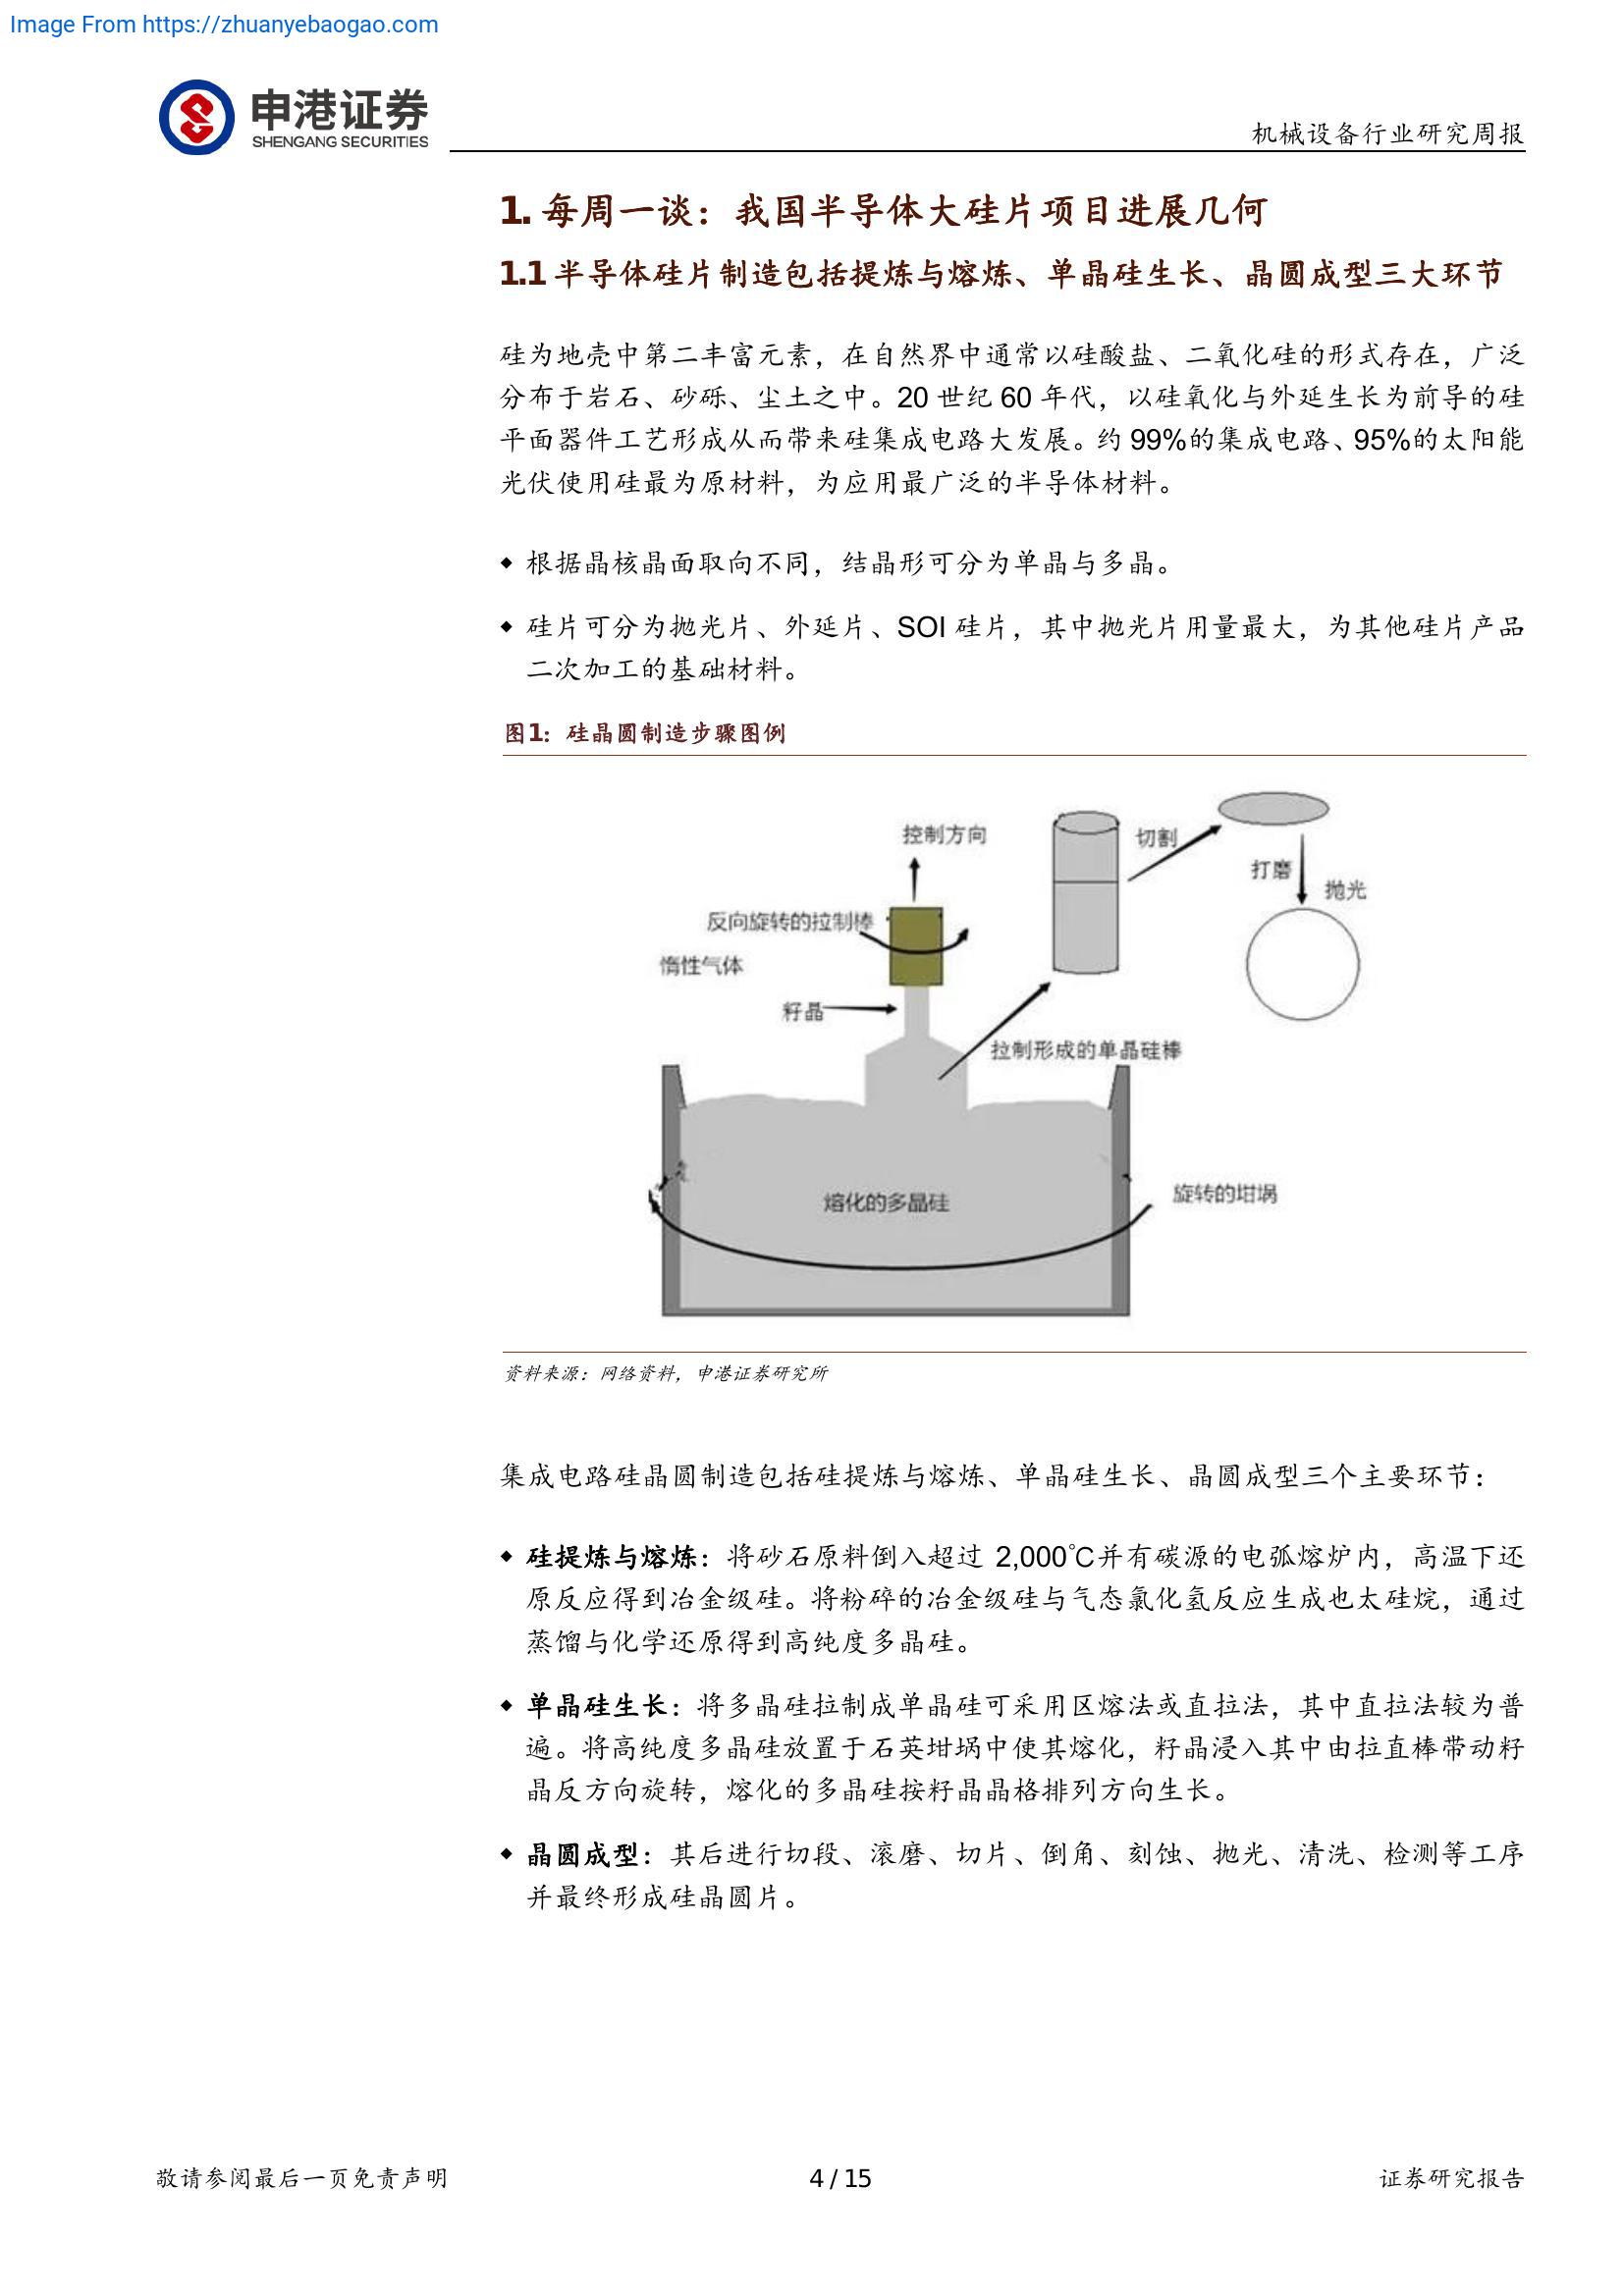 Image From https://zhuanyebaogao.com
申港证券
SHENGANG SECURITIES
机械设备行业研究周报
1. 每周一谈：我国半导体大硅片项目进展几何
1.1 半导体硅片制造包括提炼与熔炼、单晶硅生长、晶圆成型三大环节
硅为地壳中第二丰富元素，在自然界中通常以硅酸盐、二氧化硅的形式存在，广泛
分布于岩石、砂砾、尘土之中。20 世纪 60 年代，以硅氧化与外延生长为前导的硅
平面器件工艺形成从而带来硅集成电路大发展。约 99%的集成电路、95%的太阳能
光伏使用硅最为原材料，为应用最广泛的半导体材料。
◆ 根据晶核晶面取向不同，结晶形可分为单晶与多晶。
◆ 硅片可分为抛光片、外延片、SOI 硅片，其中抛光片用量最大，为其他硅片产品
二次加工的基础材料。
图1：硅晶圆制造步骤图例
控制方向
切割
打磨
抛光
反向旋转的拉制棒
惰性气体
籽晶
拉制形成的单晶硅棒
熔化的多晶硅
旋转的坩埚
资料来源：网络资料，申港证券研究所
集成电路硅晶圆制造包括硅提炼与熔炼、单晶硅生长、晶圆成型三个主要环节：
◆ 硅提炼与熔炼：将砂石原料倒入超过 2,000℃并有碳源的电弧熔炉内，高温下还
原反应得到冶金级硅。将粉碎的冶金级硅与气态氯化氢反应生成也太硅烷，通过
蒸馏与化学还原得到高纯度多晶硅。
◆ 单晶硅生长：将多晶硅拉制成单晶硅可采用区熔法或直拉法，其中直拉法较为普
遍。将高纯度多晶硅放置于石英坩埚中使其熔化，籽晶浸入其中由拉直棒带动籽
晶反方向旋转，熔化的多晶硅按籽晶晶格排列方向生长。
◆ 晶圆成型：其后进行切段、滚磨、切片、倒角、刻蚀、抛光、清洗、检测等工序
并最终形成硅晶圆片。
敬请参阅最后一页免责声明
4 / 15
证券研究报告